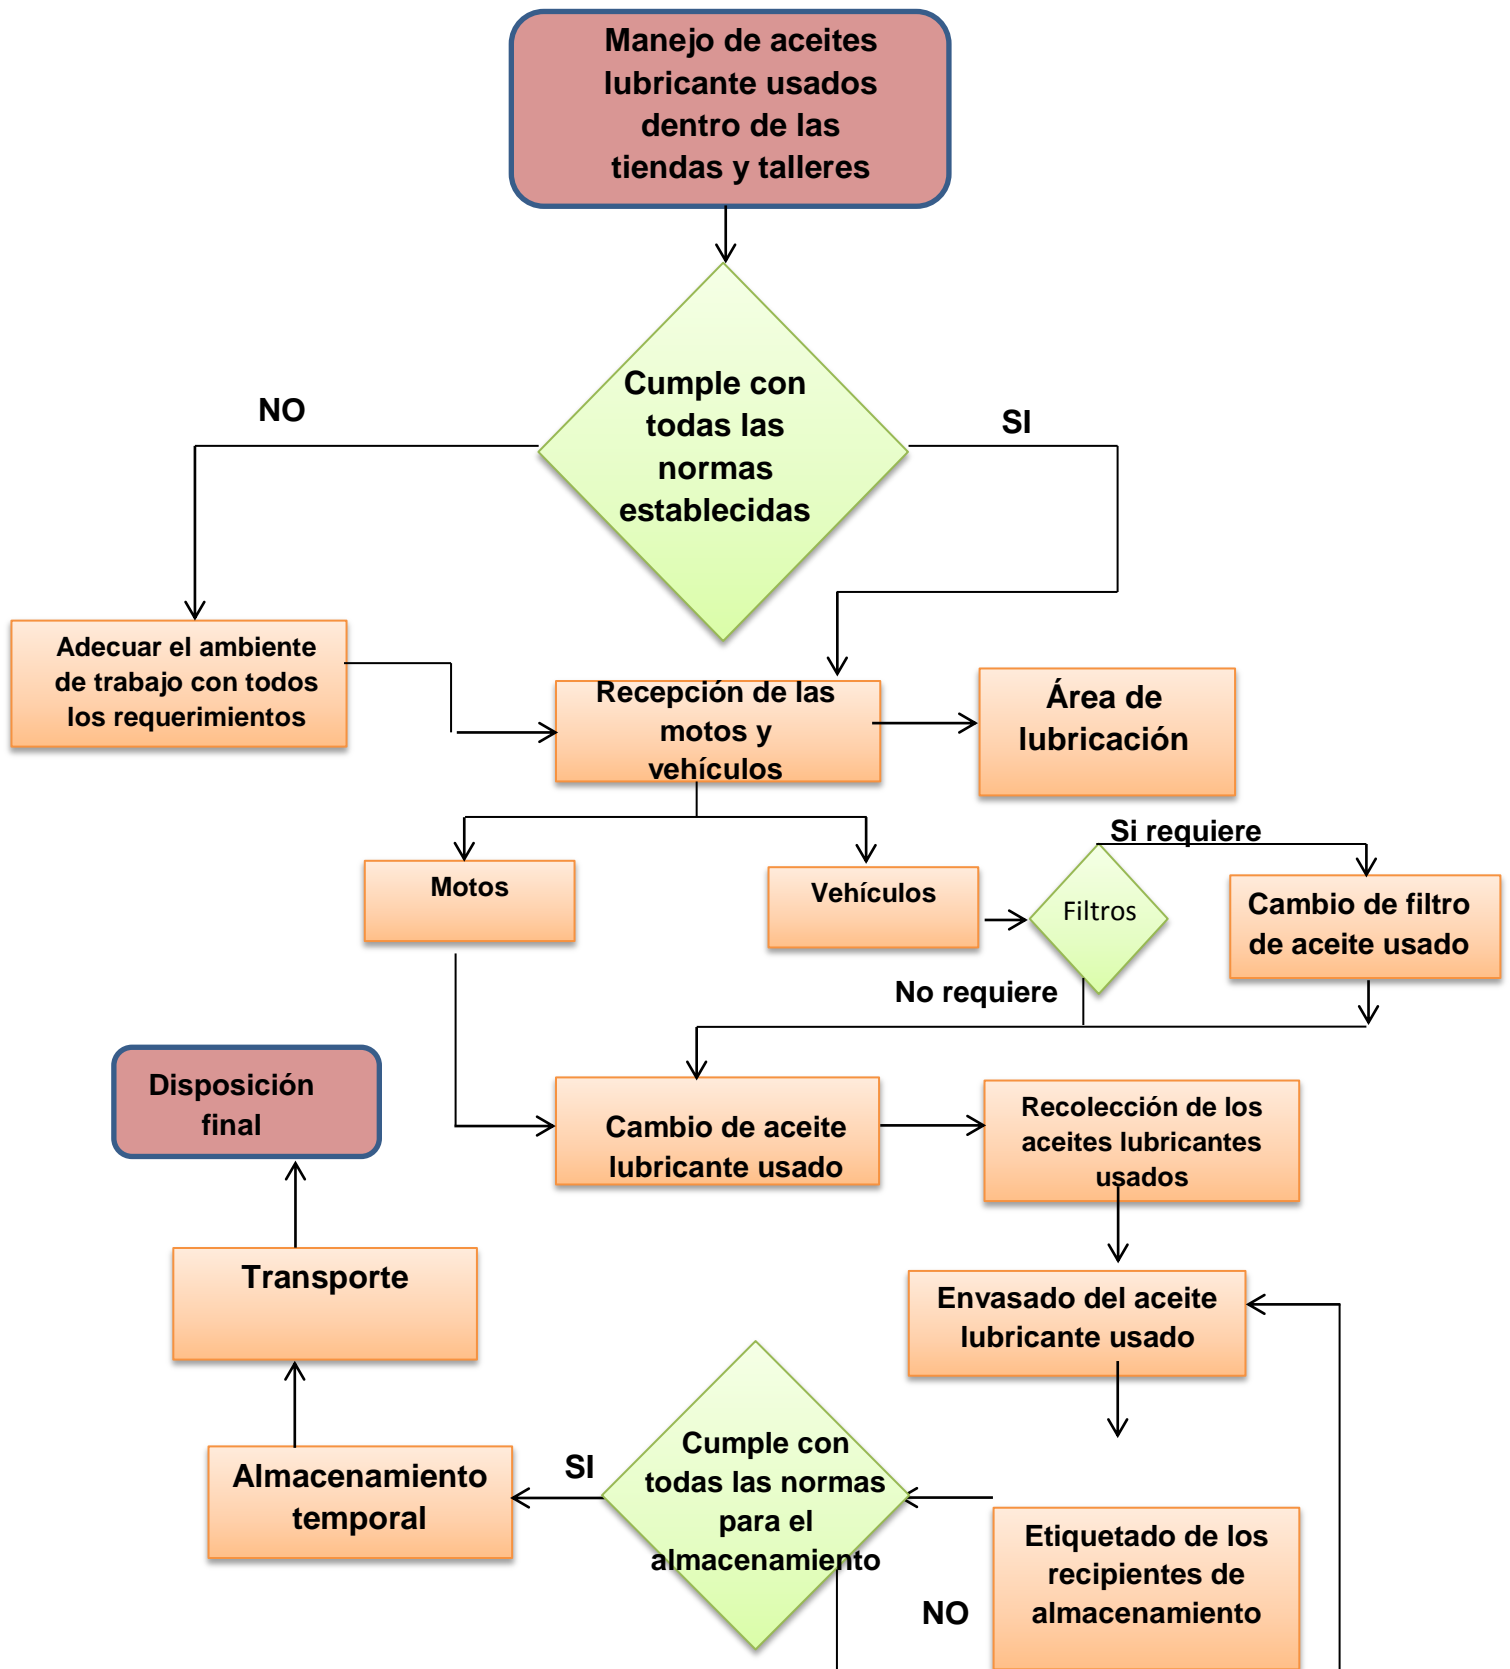 Manejo de aceites
lubricante usados
dentro de las
tiendas y talleres
Cumple con
todas las
normas
establecidas
NO
SI
Adecuar el ambiente
de trabajo con todos
los requerimientos
Recepción de las
motos y
vehículos
Área de
lubricación
Si requiere
Motos
Vehículos
Filtros
Cambio de filtro
de aceite usado
No requiere
Disposición
final
Cambio de aceite
lubricante usado
Recolección de los
aceites lubricantes
usados
Transporte
Envasado del aceite
lubricante usado
Almacenamiento
temporal
SI
Cumple con
todas las normas
para el
almacenamiento
NO
Etiquetado de los
recipientes de
almacenamiento